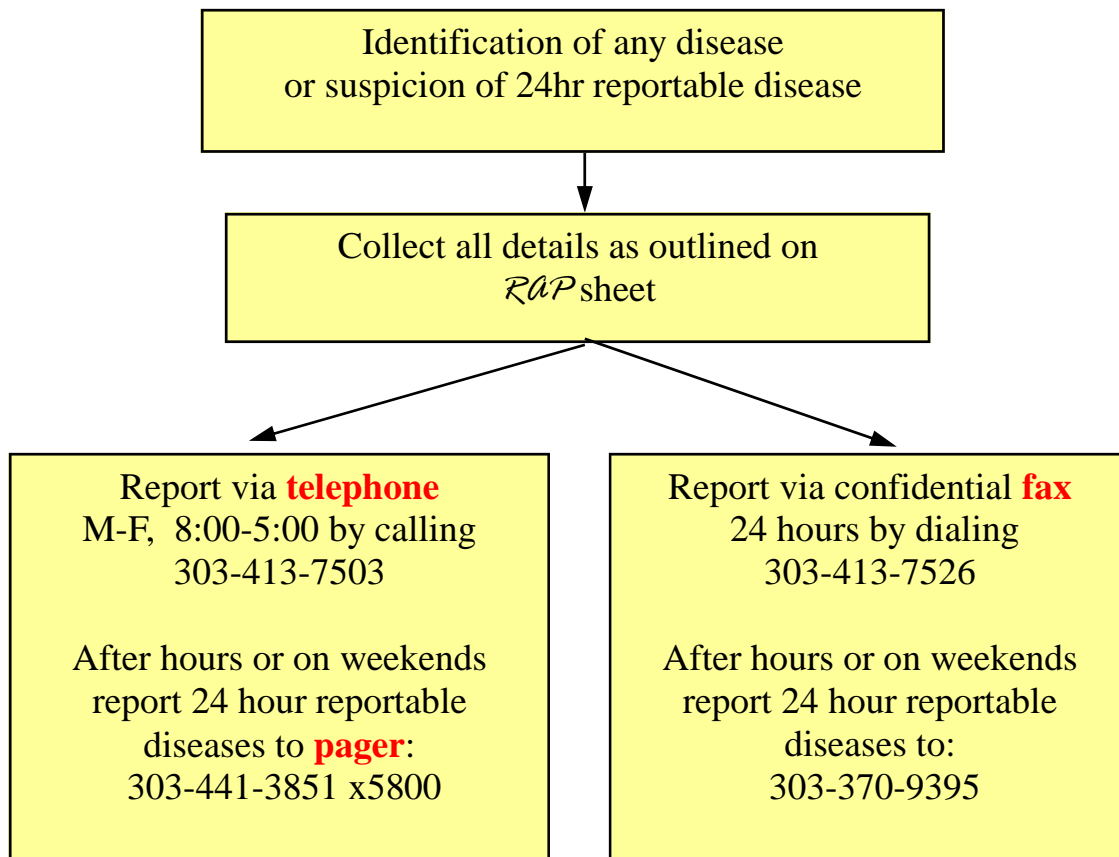 Identification of any disease
or suspicion of 24hr reportable disease
Collect all details as outlined on
RAP sheet
Report via telephone
M-F, 8:00-5:00 by calling
303-413-7503
After hours or on weekends
report 24 hour reportable
diseases to pager:
303-441-3851 x5800
Report via confidential fax
24 hours by dialing
303-413-7526
After hours or on weekends
report 24 hour reportable
diseases to:
303-370-9395